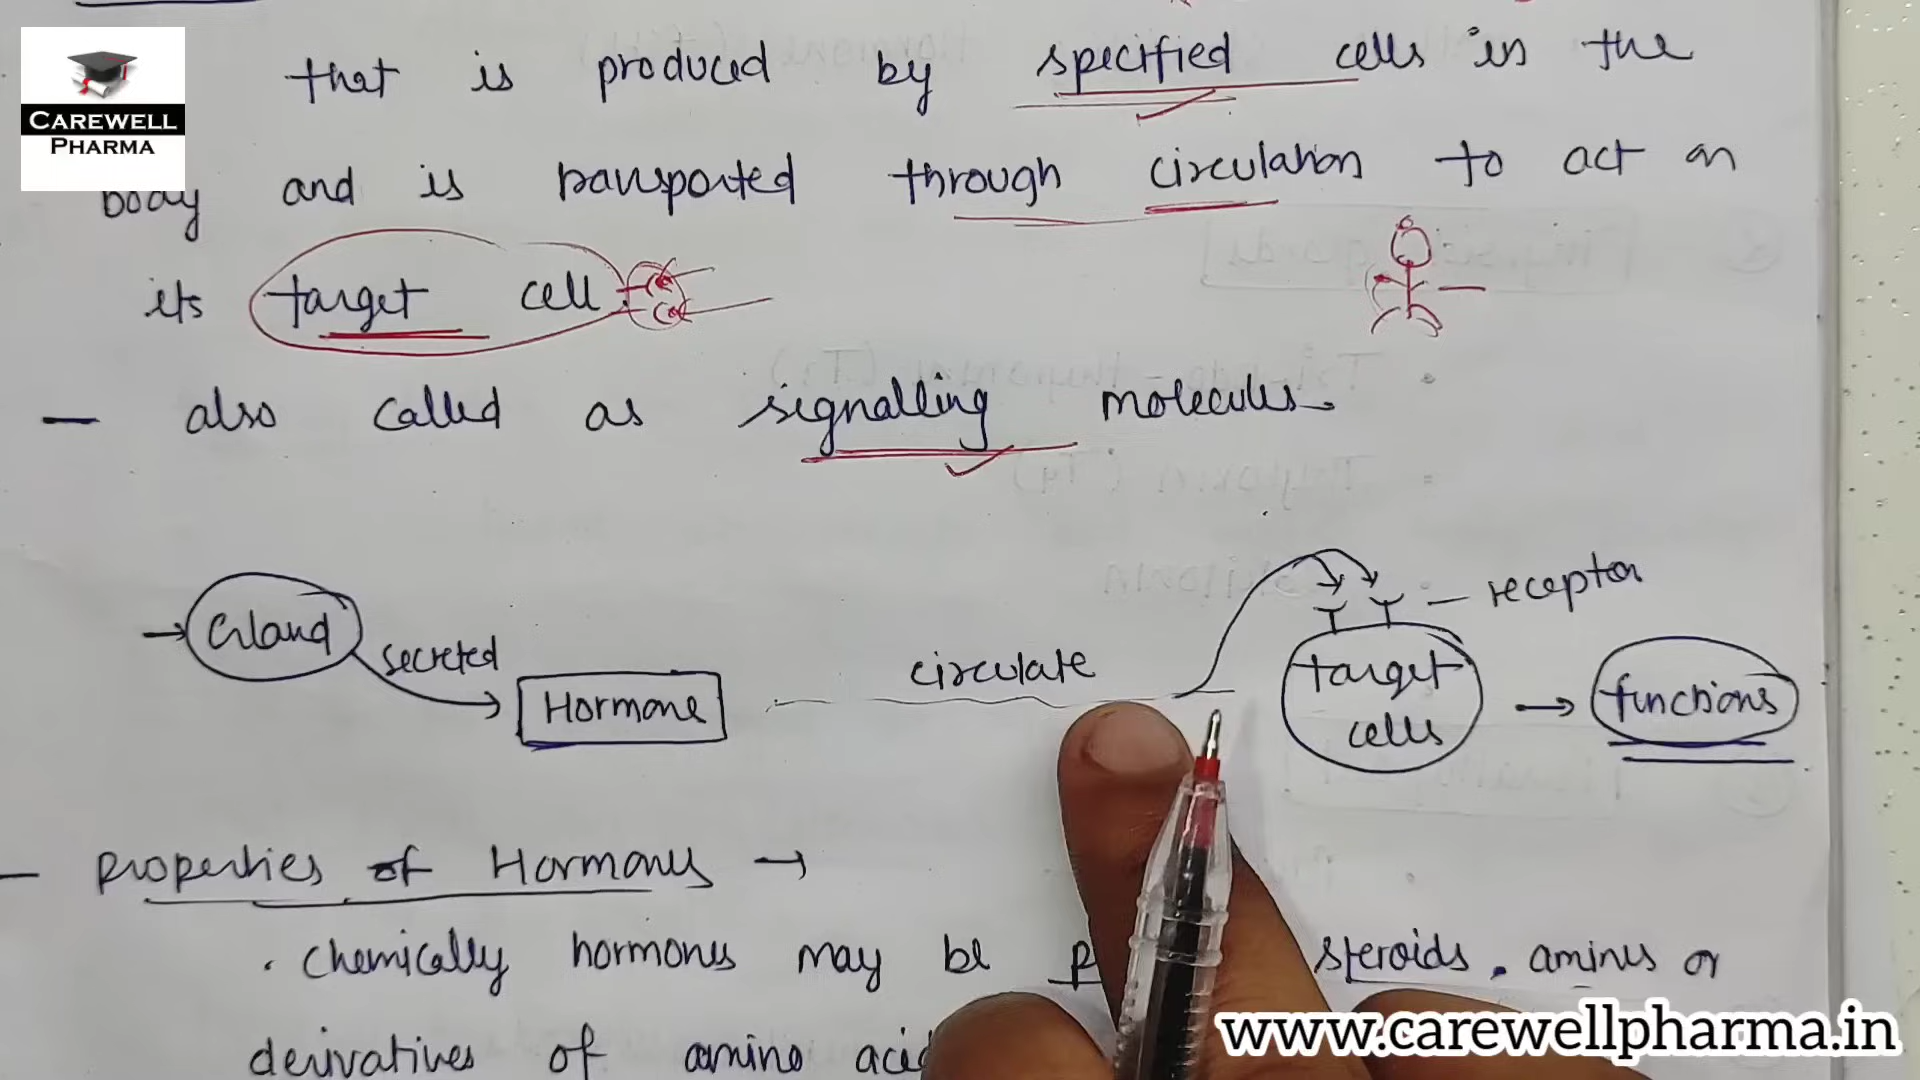 CAREWELL
PHARMA
that is produced by specified cells in the
body and is transported through circulation to act on
its target cell.
- also called as signalling molecules.
→ Gland secreted Hormone circulate target cells → functions
- receptor
- Properties of Hormones →
. chemically hormones may be steroids, amines or
derivatives of amino acid
www.carewellpharma.in